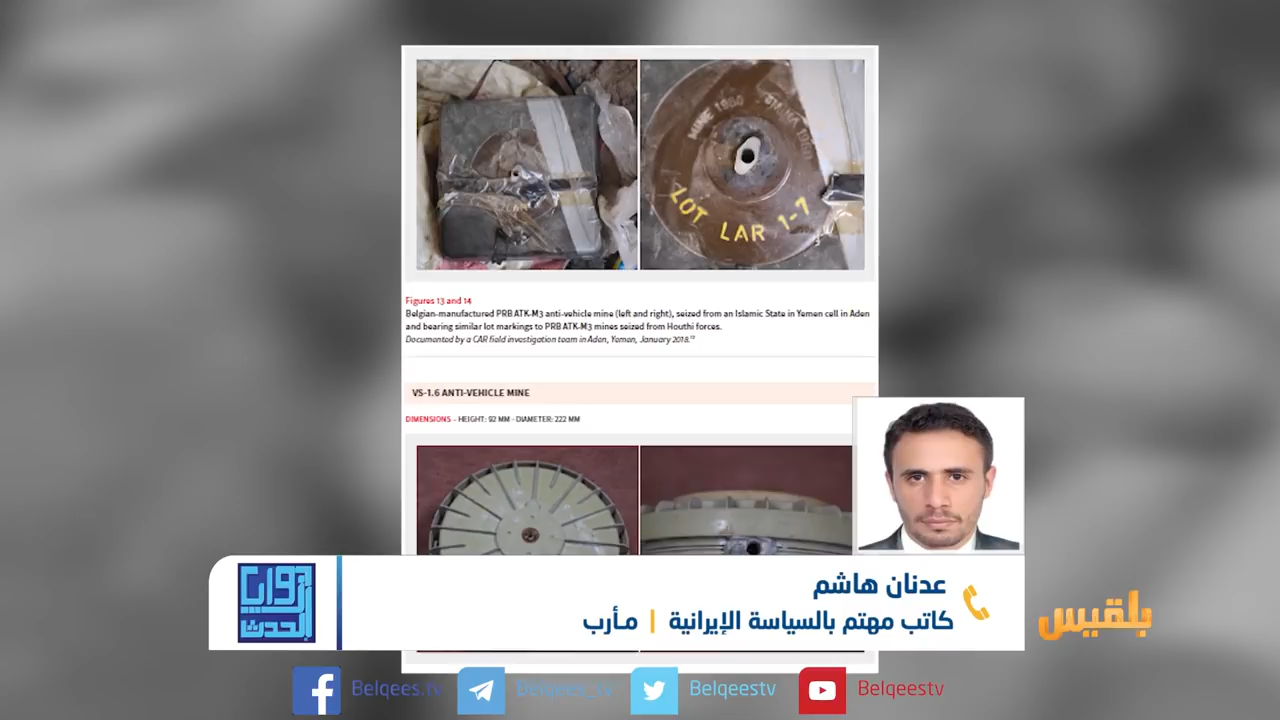 MINE 1980
LOT LAR 1-7
Figures 13 and 14
Belgian-manufactured PRB ATK-M3 anti-vehicle mine (left and right), seized from an Islamic State in Yemen cell in Aden
and bearing similar lot markings to PRB ATK-M3 mines seized from Houthi forces.
Documented by a CAR field investigation team in Aden, Yemen, January 2018.
VS-1.6 ANTI-VEHICLE MINE
DIMENSIONS - HEIGHT: 92 MM - DIAMETER: 222 MM
عدنان هاشم
كاتب مهتم بالسياسة الإيرانية | مأرب
بلقيس
Belqees.tv
Belqees_tv
Belqeestv
Belqeestv